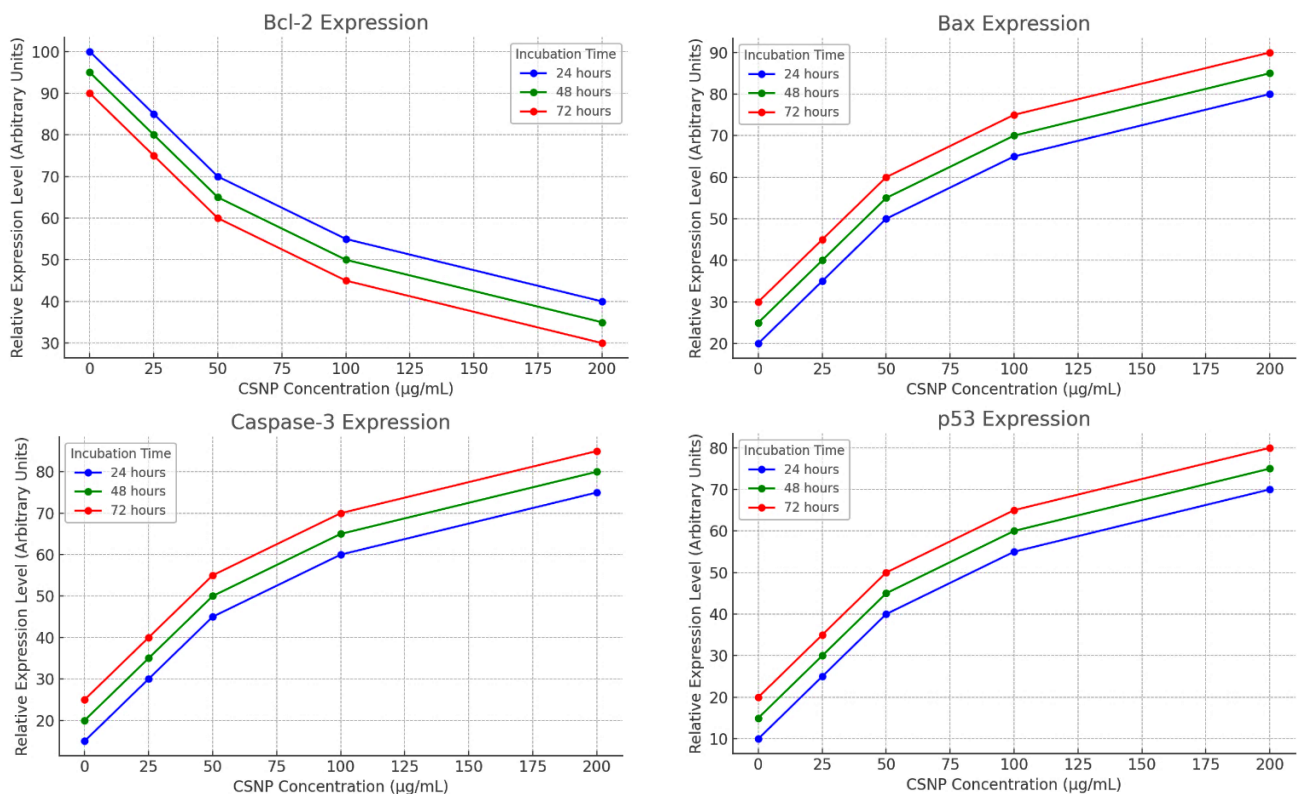 Bcl-2 Expression
Relative Expression Level (Arbitrary Units)
100
90
80
70
60
50
40
30
Incubation Time
24 hours
48 hours
72 hours
0 25 50 75 100 125 150 175 200
CSNP Concentration (µg/mL)
Bax Expression
Relative Expression Level (Arbitrary Units)
90
80
70
60
50
40
30
20
Incubation Time
24 hours
48 hours
72 hours
0 25 50 75 100 125 150 175 200
CSNP Concentration (µg/mL)
Caspase-3 Expression
Relative Expression Level (Arbitrary Units)
80
70
60
50
40
30
20
Incubation Time
24 hours
48 hours
72 hours
0 25 50 75 100 125 150 175 200
CSNP Concentration (µg/mL)
p53 Expression
Relative Expression Level (Arbitrary Units)
80
70
60
50
40
30
20
10
Incubation Time
24 hours
48 hours
72 hours
0 25 50 75 100 125 150 175 200
CSNP Concentration (µg/mL)